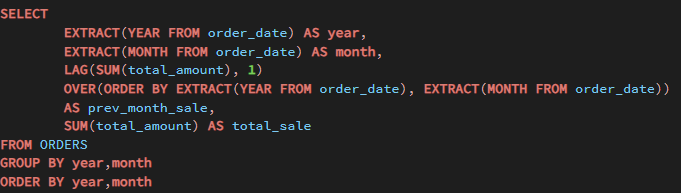 SELECT
EXTRACT(YEAR FROM order_date) AS year,
EXTRACT(MONTH FROM order_date) AS month,
LAG(SUM(total_amount), 1)
OVER(ORDER BY EXTRACT(YEAR FROM order_date), EXTRACT(MONTH FROM order_date))
AS prev_month_sale,
SUM(total_amount) AS total_sale
FROM ORDERS
GROUP BY year,month
ORDER BY year,month